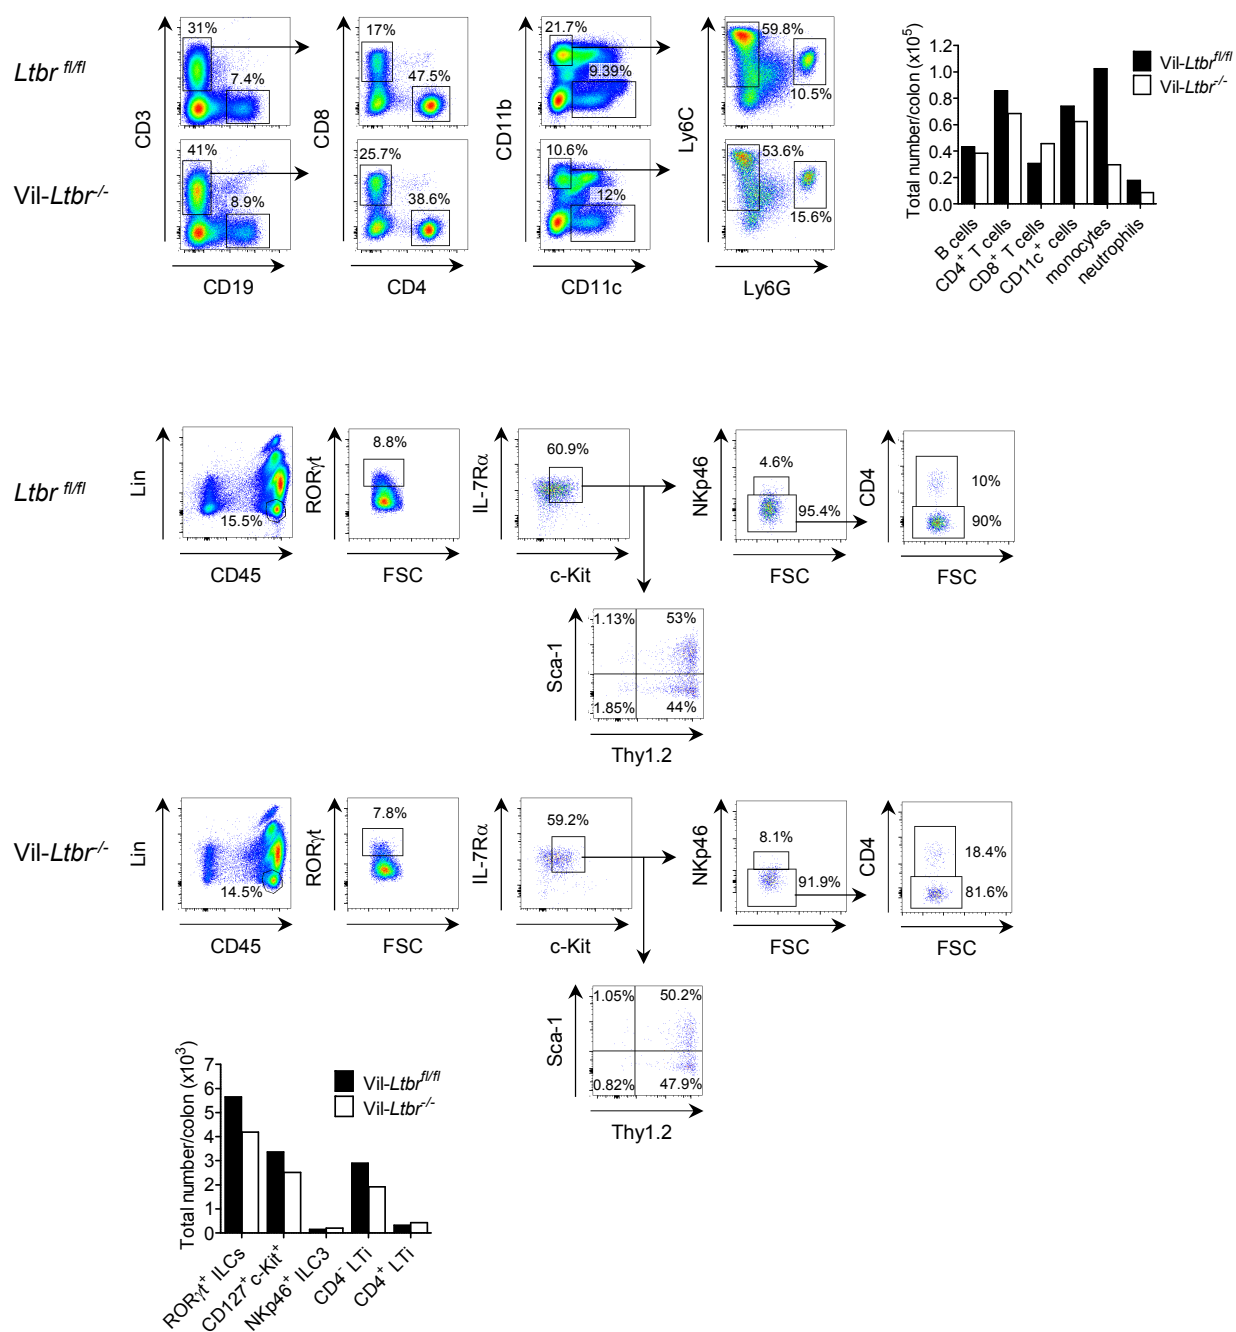 31%
7.4%
17%
47.5%
21.7%
9.39%
59.8%
10.5%
Ltbr fl/fl
CD3
CD8
CD11b
Ly6C
41%
8.9%
25.7%
38.6%
10.6%
12%
53.6%
15.6%
Vil-Ltbr-/-
CD19
CD4
CD11c
Ly6G
Total number/colon (x10⁵)
1.2
1.0
0.8
0.6
0.4
0.2
0.0
Vil-Ltbr fl/fl
Vil-Ltbr-/-
B cells
CD4+ T cells
CD8+ T cells
CD11c+ cells
monocytes
neutrophils
Ltbr fl/fl
Lin
15.5%
CD45
RORγt
8.8%
FSC
IL-7Rα
60.9%
c-Kit
NKp46
4.6%
95.4%
FSC
CD4
10%
90%
FSC
Sca-1
1.13%
53%
1.85%
44%
Thy1.2
Vil-Ltbr-/-
Lin
14.5%
CD45
RORγt
7.8%
FSC
IL-7Rα
59.2%
c-Kit
NKp46
8.1%
91.9%
FSC
CD4
18.4%
81.6%
FSC
Sca-1
1.05%
50.2%
0.82%
47.9%
Thy1.2
Total number/colon (x10³)
7
6
5
4
3
2
1
0
Vil-Ltbr fl/fl
Vil-Ltbr-/-
RORγt+ ILCs
CD127+c-Kit+
NKp46+ ILC3
CD4- LTi
CD4+ LTi